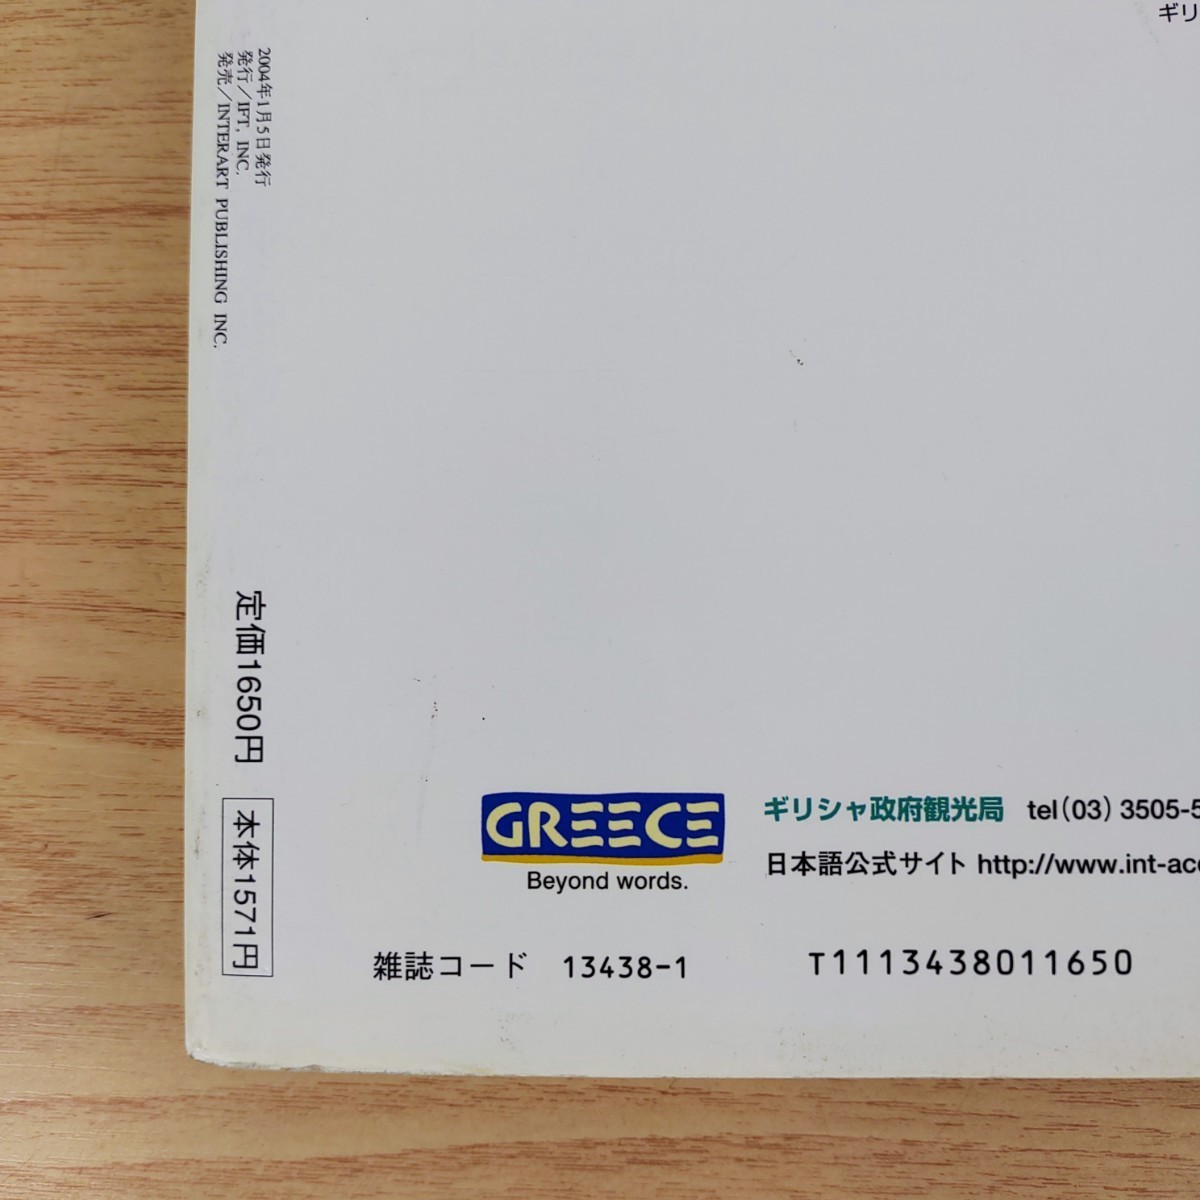 ギリ
2004年1月5日発行
発行／IFT, INC.
発売／INTERART PUBLISHING INC.
定価1650円
本体1571円
GREECE
Beyond words.
ギリシャ政府観光局 tel(03) 3505-5
日本語公式サイト http://www.int-acc
雑誌コード 13438-1
T1113438011650